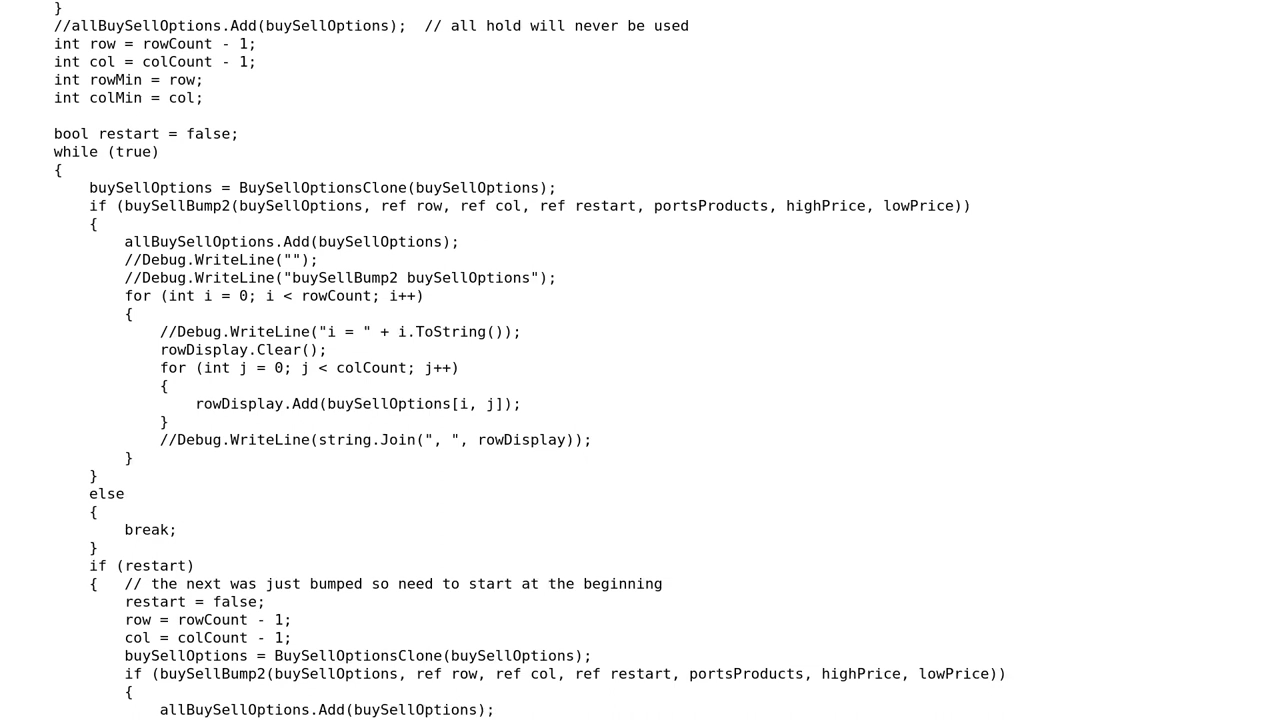 }
//allBuySellOptions.Add(buySellOptions);  // all hold will never be used
int row = rowCount - 1;
int col = colCount - 1;
int rowMin = row;
int colMin = col;

bool restart = false;
while (true)
{
    buySellOptions = BuySellOptionsClone(buySellOptions);
    if (buySellBump2(buySellOptions, ref row, ref col, ref restart, portsProducts, highPrice, lowPrice))
    {
        allBuySellOptions.Add(buySellOptions);
        //Debug.WriteLine("");
        //Debug.WriteLine("buySellBump2 buySellOptions");
        for (int i = 0; i < rowCount; i++)
        {
            //Debug.WriteLine("i = " + i.ToString());
            rowDisplay.Clear();
            for (int j = 0; j < colCount; j++)
            {
                rowDisplay.Add(buySellOptions[i, j]);
            }
            //Debug.WriteLine(string.Join(", ", rowDisplay));
        }
    }
    else
    {
        break;
    }
    if (restart)
    {   // the next was just bumped so need to start at the beginning
        restart = false;
        row = rowCount - 1;
        col = colCount - 1;
        buySellOptions = BuySellOptionsClone(buySellOptions);
        if (buySellBump2(buySellOptions, ref row, ref col, ref restart, portsProducts, highPrice, lowPrice))
        {
            allBuySellOptions.Add(buySellOptions);